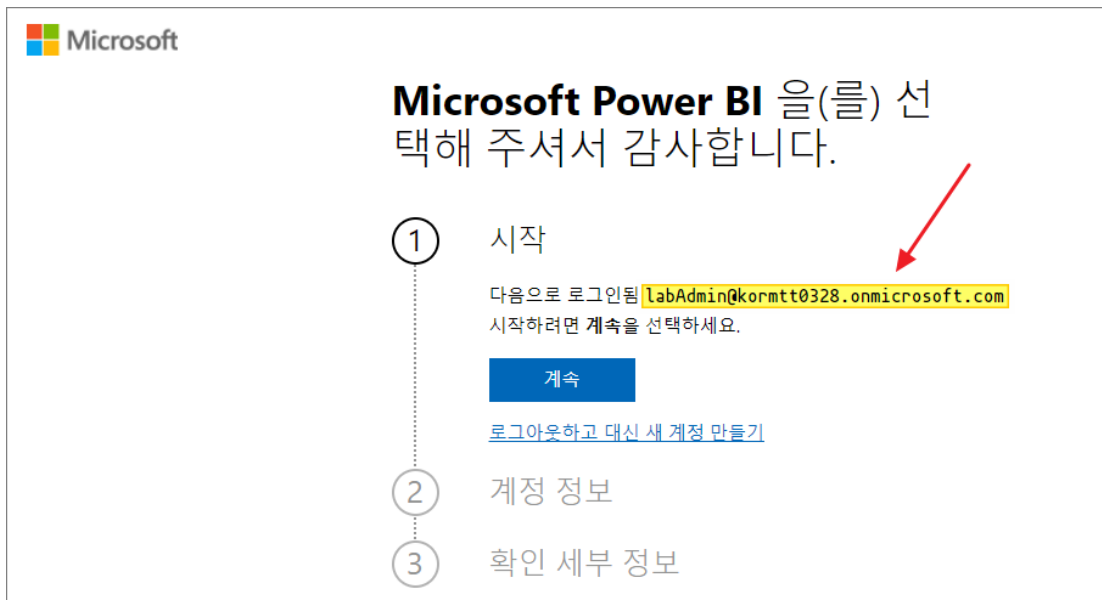 Microsoft
Microsoft Power BI 을(를) 선
택해 주셔서 감사합니다.
1 시작
다음으로 로그인됨 labAdmin@kormtt0328.onmicrosoft.com
시작하려면 계속을 선택하세요.
계속
로그아웃하고 대신 새 계정 만들기
2 계정 정보
3 확인 세부 정보